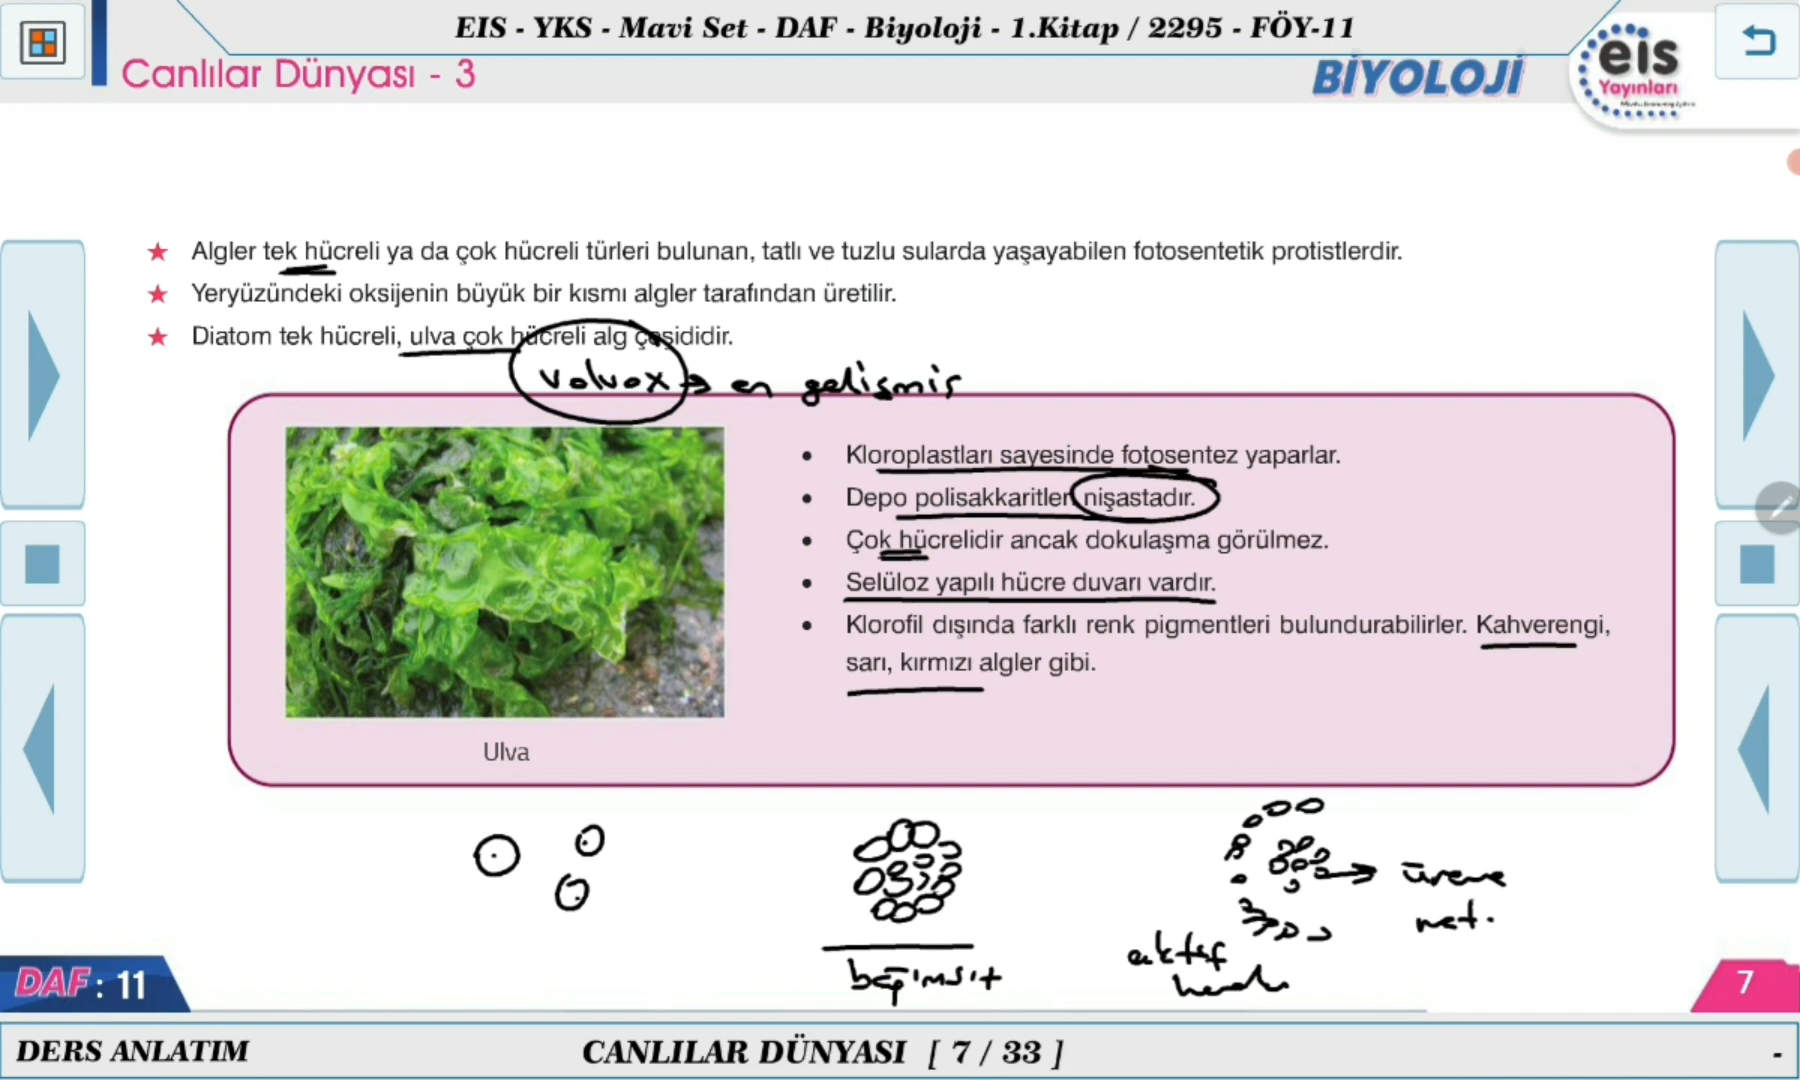 EIS - YKS - Mavi Set - DAF - Biyoloji - 1.Kitap / 2295 - FÖY-11
Canlılar Dünyası - 3
BİYOLOJİ
eis
Yayınları
Algler tek hücreli ya da çok hücreli türleri bulunan, tatlı ve tuzlu sularda yaşayabilen fotosentetik protistlerdir.
Yeryüzündeki oksijenin büyük bir kısmı algler tarafından üretilir.
Diatom tek hücreli, ulva çok hücreli alg çeşididir.
volvox → en gelişmiş
Kloroplastları sayesinde fotosentez yaparlar.
Depo polisakkaritleri nişastadır.
Çok hücrelidir ancak dokulaşma görülmez.
Selüloz yapılı hücre duvarı vardır.
Klorofil dışında farklı renk pigmentleri bulundurabilirler. Kahverengi,
sarı, kırmızı algler gibi.
Ulva
→ üreme
met.
aktif
bağımsız
DAF : 11
7
DERS ANLATIM
CANLILAR DÜNYASI [ 7 / 33 ]
-